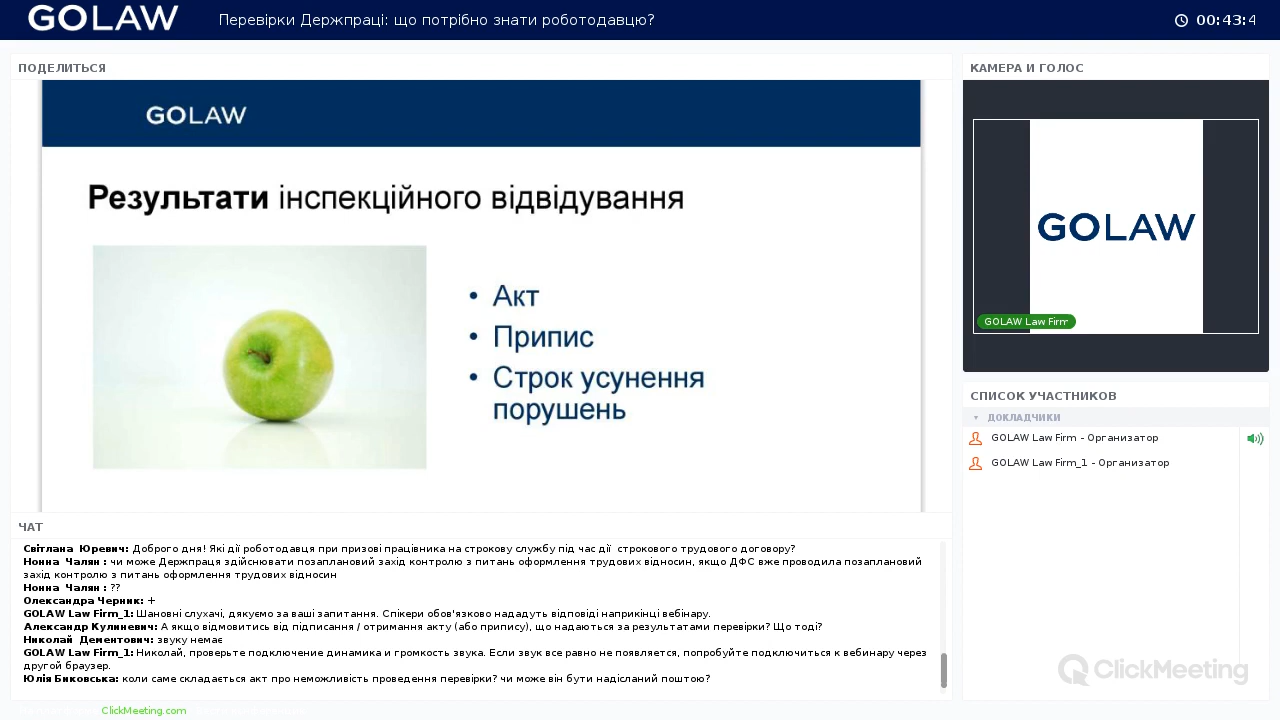 GOLAW
Перевірки Держпраці: що потрібно знати роботодавцю?
00:43:4
ПОДЕЛИТЬСЯ
GOLAW
Результати інспекційного відвідування
• Акт
• Припис
• Строк усунення
порушень
ЧАТ
Світлана Юревич: Доброго дня! Які дії роботодавця при призові працівника на строкову службу під час дії строкового трудового договору?
Нонна Чалян : чи може Держпраця здійснювати позаплановий захід контролю з питань оформлення трудових відносин, якщо ДФС вже проводила позаплановий
захід контролю з питань оформлення трудових відносин
Нонна Чалян : ??
Олександра Черник: +
GOLAW Law Firm_1: Шановні слухачі, дякуємо за ваші запитання. Спікери обов'язково нададуть відповіді наприкінці вебінару.
Александр Кулиневич: А якщо відмовитись від підписання / отримання акту (або припису), що надаються за результатами перевірки? Що тоді?
Николай Дементович: звуку немає
GOLAW Law Firm_1: Николай, проверьте подключение динамика и громкость звука. Если звук все равно не появляется, попробуйте подключиться к вебинару через
другой браузер.
Юлія Биковська: коли саме складається акт про неможливість проведення перевірки? чи може він бути надісланий поштою?
ClickMeeting.com
КАМЕРА И ГОЛОС
GOLAW
GOLAW Law Firm
СПИСОК УЧАСТНИКОВ
ДОКЛАДЧИКИ
GOLAW Law Firm - Организатор
GOLAW Law Firm_1 - Организатор
ClickMeeting